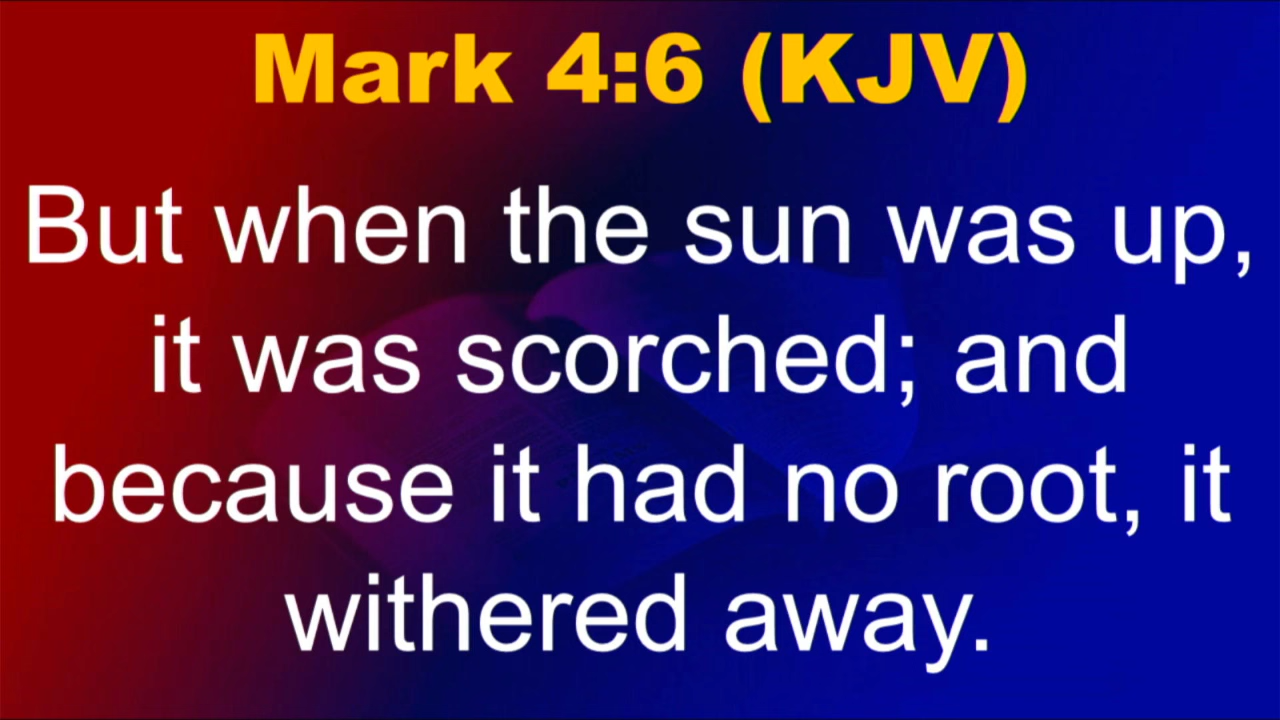 Mark 4:6 (KJV)
But when the sun was up,
it was scorched; and
because it had no root, it
withered away.